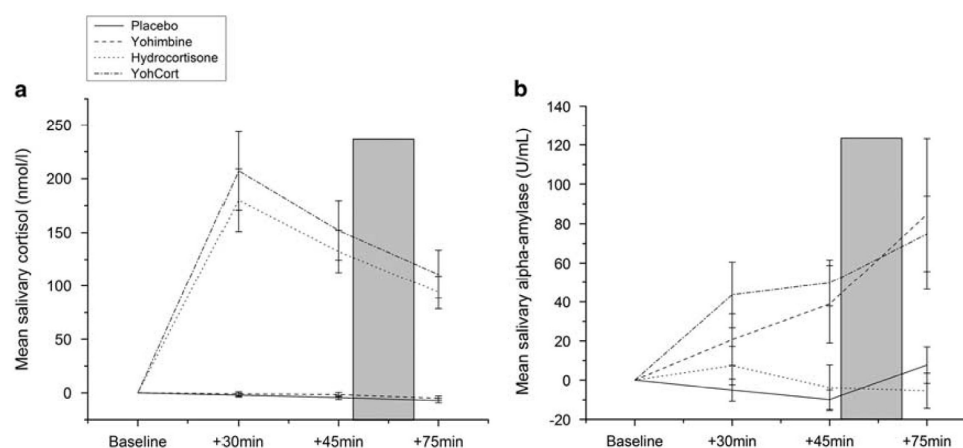 Placebo
Yohimbine
Hydrocortisone
YohCort
a
Mean salivary cortisol (nmol/l)
250
200
150
100
50
0
Baseline
+30min
+45min
+75min
b
Mean salivary alpha-amylase (U/mL)
140
120
100
80
60
40
20
0
-20
Baseline
+30min
+45min
+75min